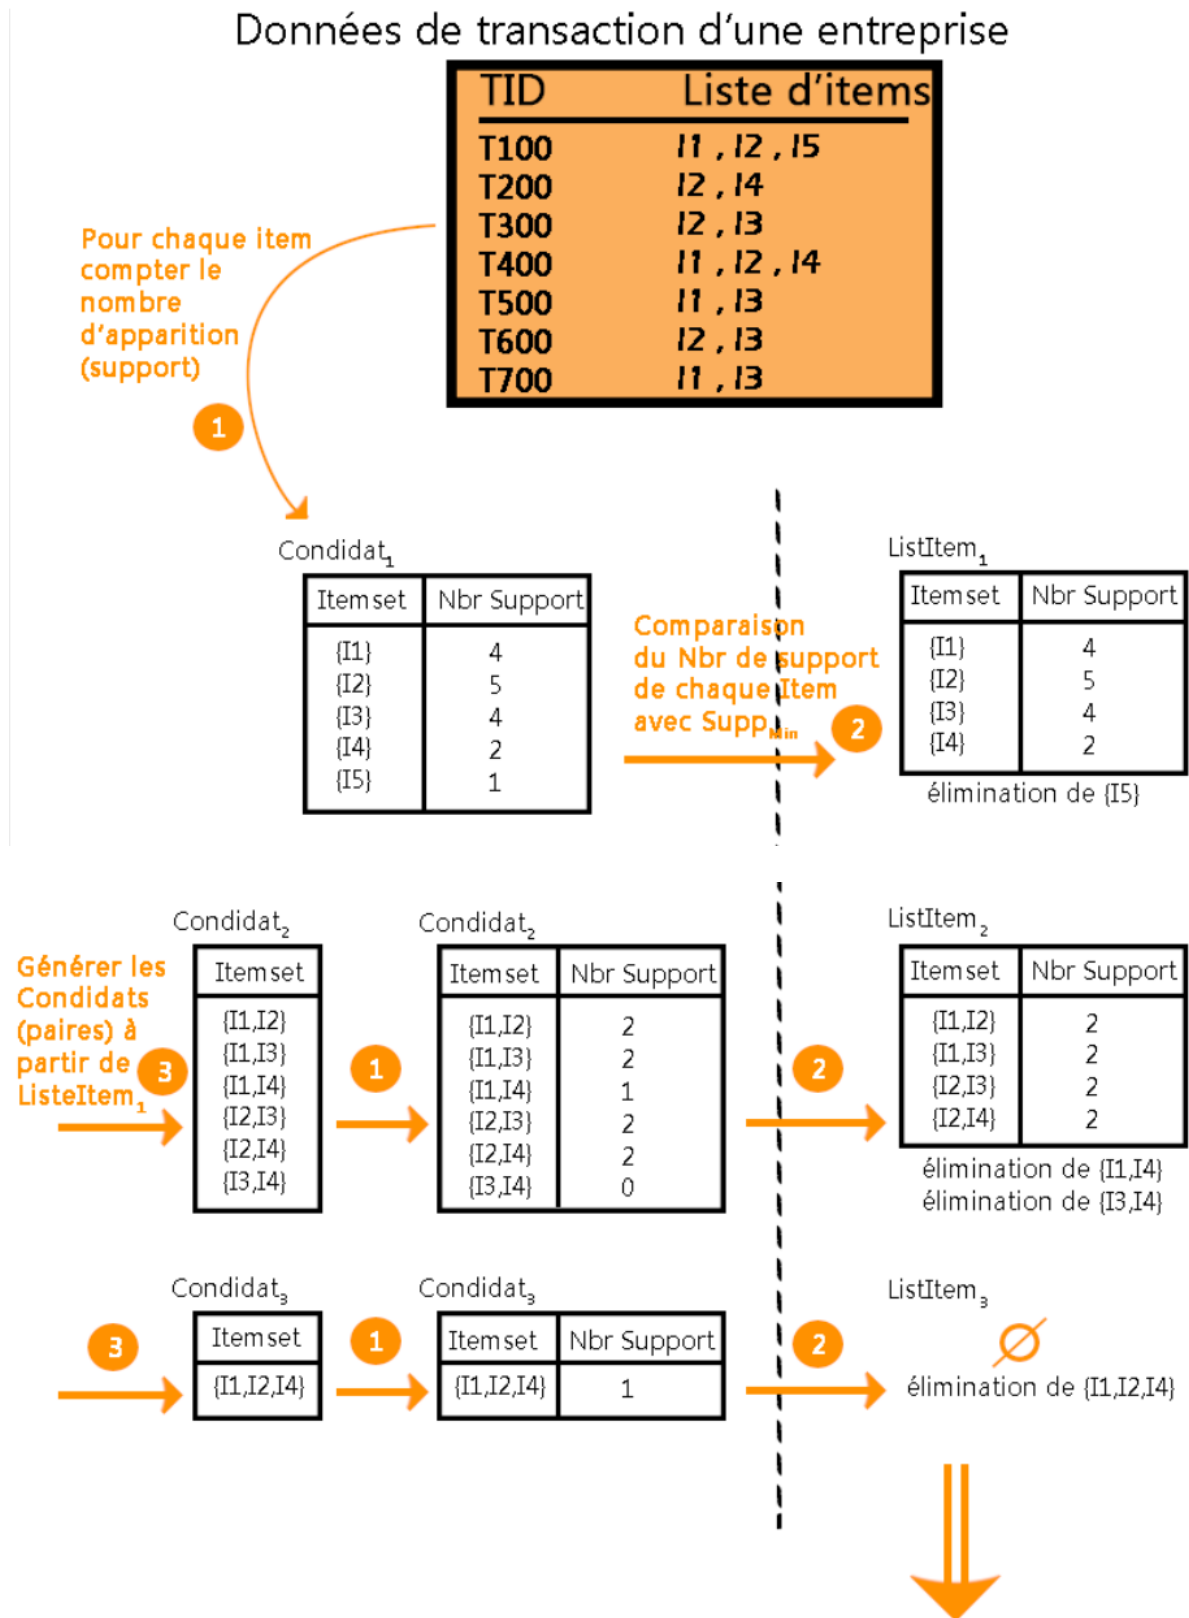 Données de transaction d'une entreprise
TID Liste d'items
T100 I1 , I2 , I5
T200 I2 , I4
T300 I2 , I3
T400 I1 , I2 , I4
T500 I1 , I3
T600 I2 , I3
T700 I1 , I3
Pour chaque item
compter le
nombre
d'apparition
(support)
1
Condidat1
Itemset Nbr Support
{I1} 4
{I2} 5
{I3} 4
{I4} 2
{I5} 1
Comparaison
du Nbr de support
de chaque Item
avec SuppMin
2
ListItem1
Itemset Nbr Support
{I1} 4
{I2} 5
{I3} 4
{I4} 2
élimination de {I5}
Générer les
Condidats
(paires) à
partir de
ListeItem1
3
Condidat2
Itemset
{I1,I2}
{I1,I3}
{I1,I4}
{I2,I3}
{I2,I4}
{I3,I4}
1
Condidat2
Itemset Nbr Support
{I1,I2} 2
{I1,I3} 2
{I1,I4} 1
{I2,I3} 2
{I2,I4} 2
{I3,I4} 0
2
ListItem2
Itemset Nbr Support
{I1,I2} 2
{I1,I3} 2
{I2,I3} 2
{I2,I4} 2
élimination de {I1,I4}
élimination de {I3,I4}
3
Condidat3
Itemset
{I1,I2,I4}
1
Condidat3
Itemset Nbr Support
{I1,I2,I4} 1
2
ListItem3
∅
élimination de {I1,I2,I4}